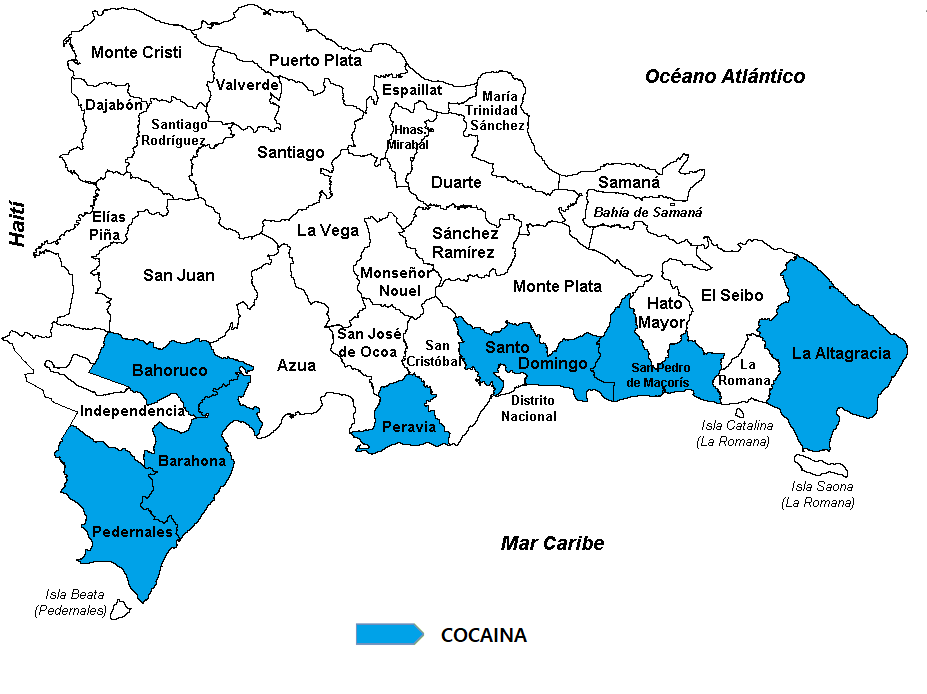 Monte Cristi
Puerto Plata
Océano Atlántico
Valverde
Espaillat
Dajabón
María
Trinidad
Sánchez
Santiago
Rodríguez
Hnas.
Mirabal
Santiago
Duarte
Samaná
Haití
Elías
Piña
Bahía de Samaná
La Vega
Sánchez
Ramírez
San Juan
Monseñor
Nouel
Monte Plata
Hato
Mayor
El Seibo
San José
de Ocoa
San
Cristóbal
Santo
Domingo
La Altagracia
Bahoruco
Azua
San Pedro
de Macorís
La
Romana
Independencia
Distrito
Nacional
Peravia
Isla Catalina
(La Romana)
Barahona
Isla Saona
(La Romana)
Pedernales
Mar Caribe
Isla Beata
(Pedernales)
COCAINA